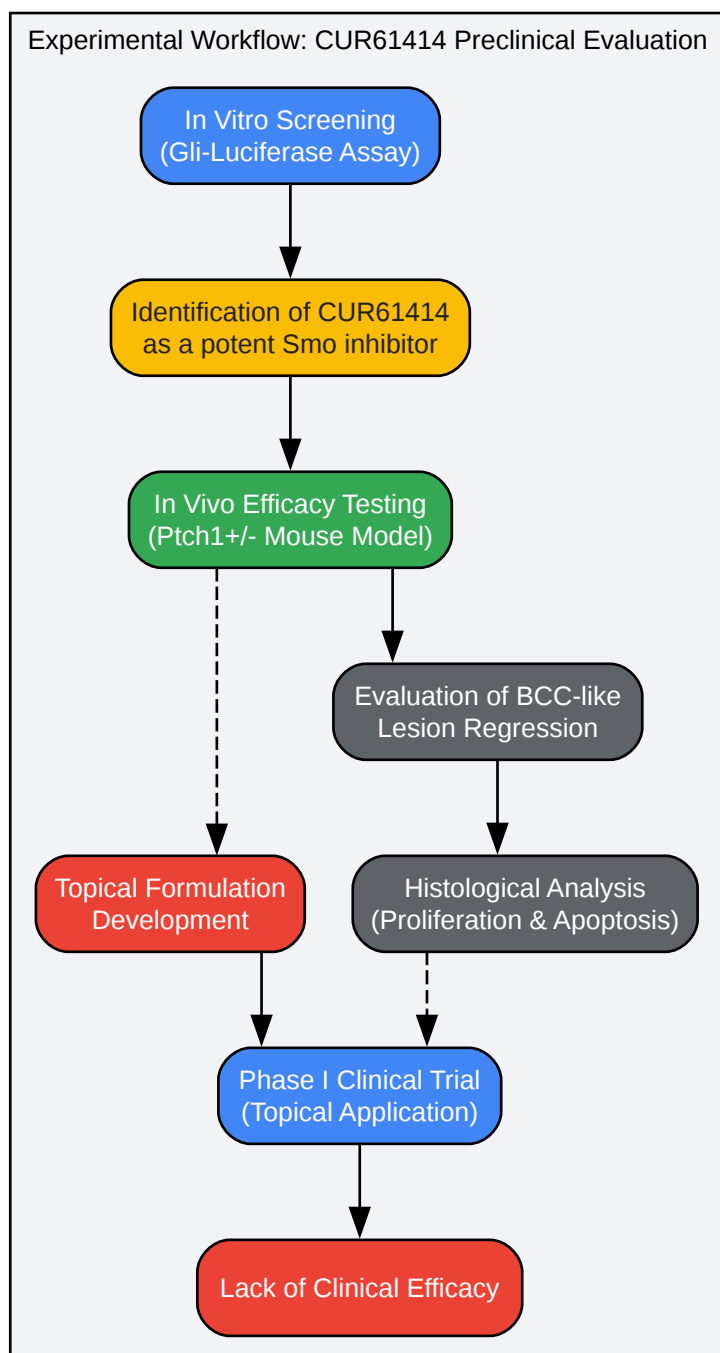 Experimental Workflow: CUR61414 Preclinical Evaluation
In Vitro Screening
(Gli-Luciferase Assay)
Identification of CUR61414
as a potent Smo inhibitor
In Vivo Efficacy Testing
(Ptch1+/- Mouse Model)
Evaluation of BCC-like
Lesion Regression
Topical Formulation
Development
Histological Analysis
(Proliferation & Apoptosis)
Phase I Clinical Trial
(Topical Application)
Lack of Clinical Efficacy